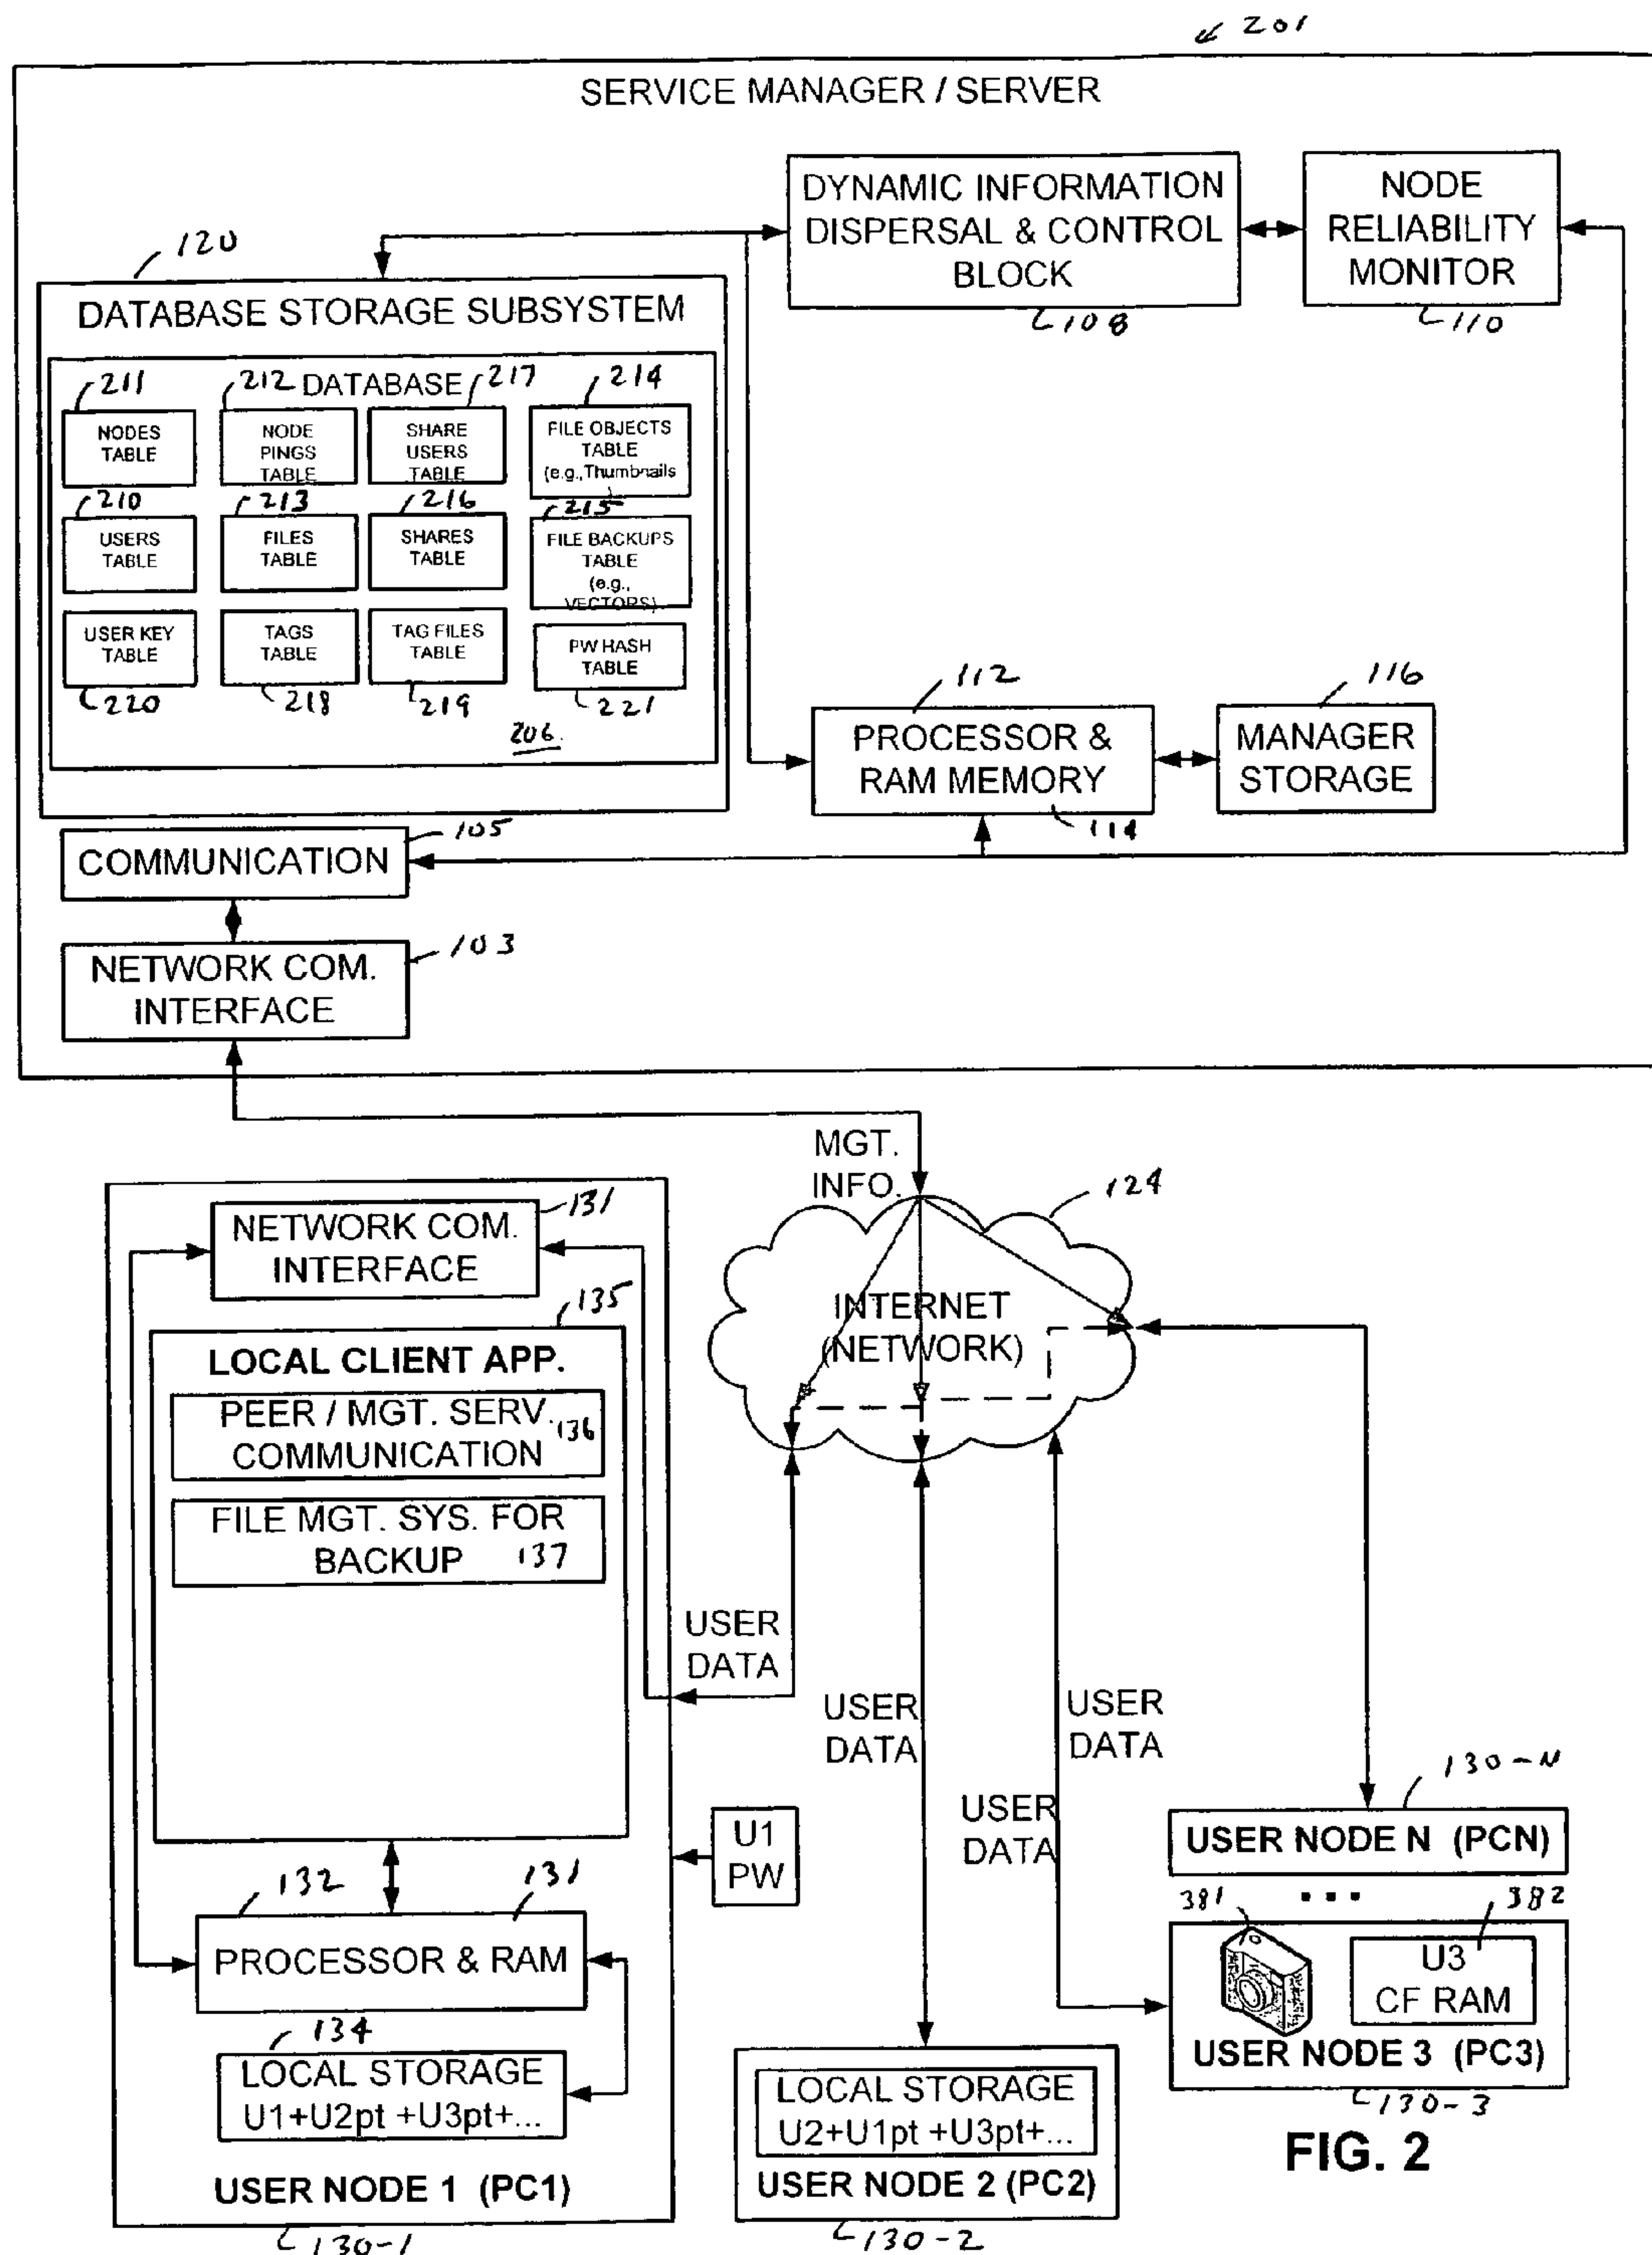 201
SERVICE MANAGER / SERVER
DYNAMIC INFORMATION
DISPERSAL & CONTROL
BLOCK
108
NODE
RELIABILITY
MONITOR
110
120
DATABASE STORAGE SUBSYSTEM
DATABASE
211
NODES
TABLE
212
NODE
PINGS
TABLE
217
SHARE
USERS
TABLE
214
FILE OBJECTS
TABLE
(e.g.,Thumbnails
)
210
USERS
TABLE
213
FILES
TABLE
216
SHARES
TABLE
215
FILE BACKUPS
TABLE
(e.g.,
VECTORS)
USER KEY
TABLE
220
TAGS
TABLE
218
TAG FILES
TABLE
219
PW HASH
TABLE
221
206
112
PROCESSOR &
RAM MEMORY
114
116
MANAGER
STORAGE
105
COMMUNICATION
103
NETWORK COM.
INTERFACE
MGT.
INFO.
124
INTERNET
(NETWORK)
131
NETWORK COM.
INTERFACE
135
LOCAL CLIENT APP.
PEER / MGT. SERV.
COMMUNICATION
136
FILE MGT. SYS. FOR
BACKUP 137
USER
DATA
USER
DATA
USER
DATA
USER
DATA
U1
PW
132
131
PROCESSOR & RAM
134
LOCAL STORAGE
U1+U2pt +U3pt+...
USER NODE 1 (PC1)
130-1
LOCAL STORAGE
U2+U1pt +U3pt+...
USER NODE 2 (PC2)
130-2
130-N
USER NODE N (PCN)
...
381
382
U3
CF RAM
USER NODE 3 (PC3)
130-3
FIG. 2